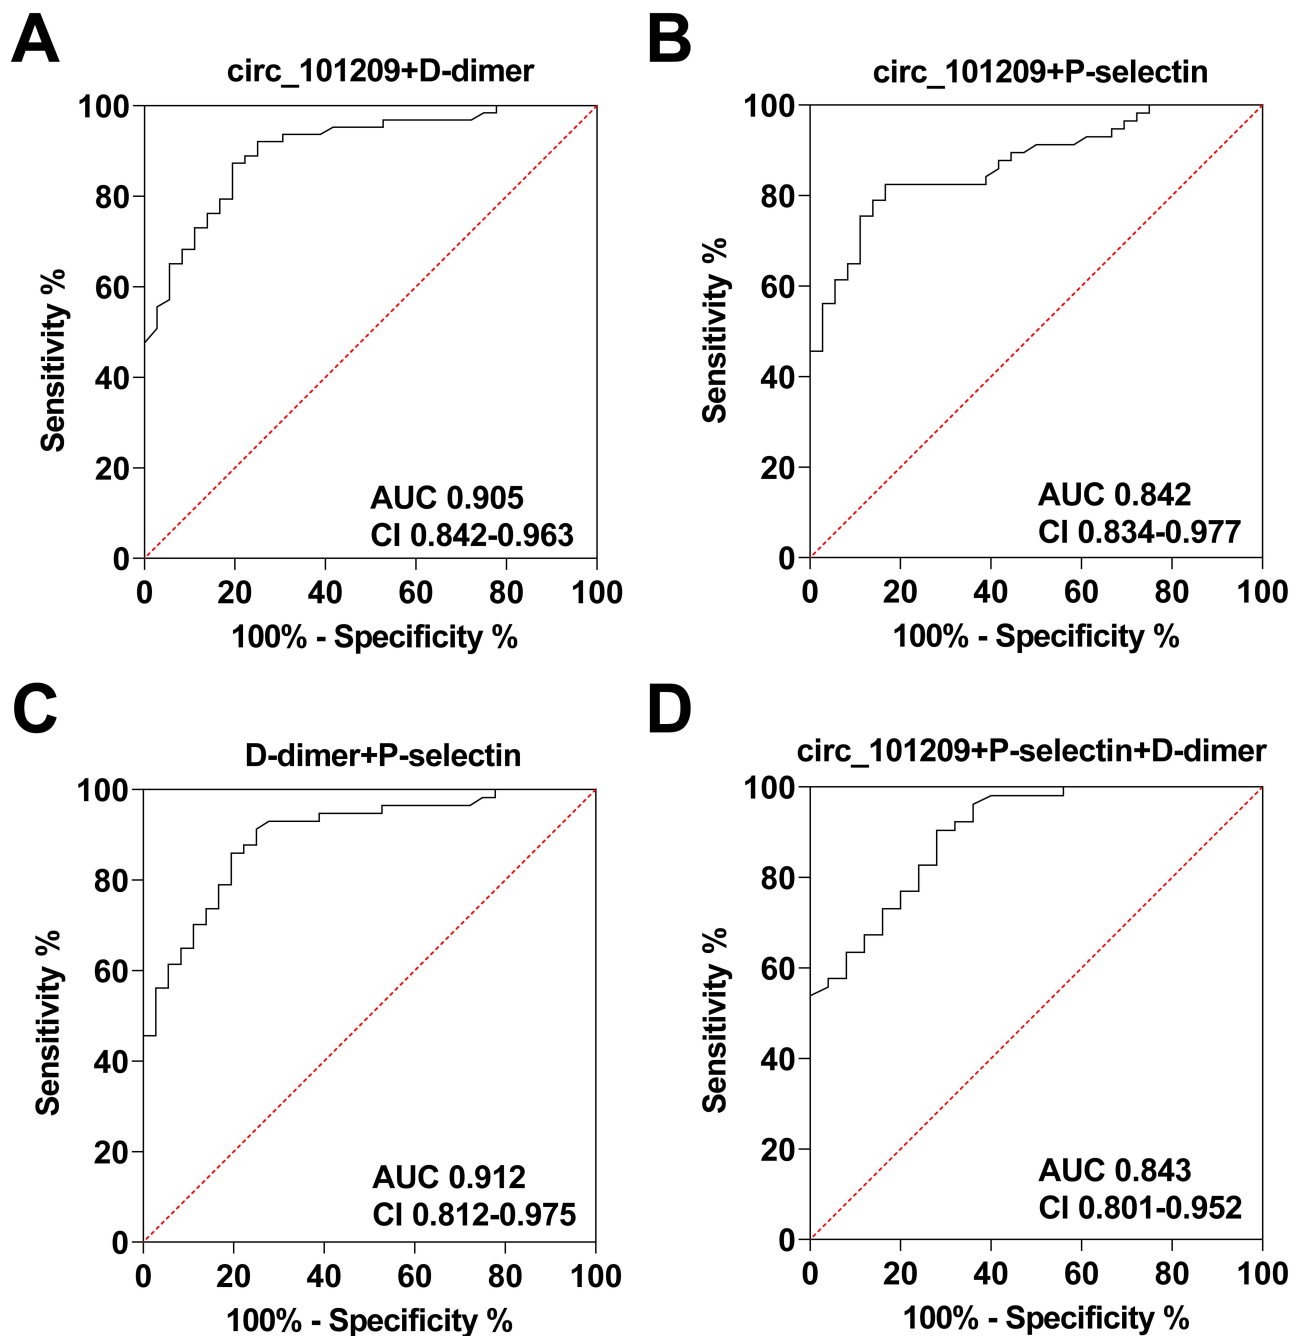 A
circ_101209+D-dimer
100
80
60
40
20
0
Sensitivity %
AUC 0.905
CI 0.842-0.963
0 20 40 60 80 100
100% - Specificity %
B
circ_101209+P-selectin
100
80
60
40
20
0
Sensitivity %
AUC 0.842
CI 0.834-0.977
0 20 40 60 80 100
100% - Specificity %
C
D-dimer+P-selectin
100
80
60
40
20
0
Sensitivity %
AUC 0.912
CI 0.812-0.975
0 20 40 60 80 100
100% - Specificity %
D
circ_101209+P-selectin+D-dimer
100
80
60
40
20
0
Sensitivity %
AUC 0.843
CI 0.801-0.952
0 20 40 60 80 100
100% - Specificity %